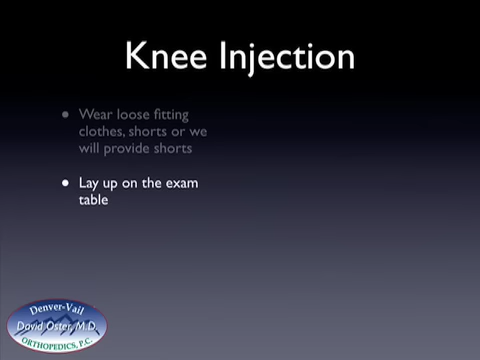 Knee Injection
• Wear loose fitting
clothes, shorts or we
will provide shorts
• Lay up on the exam
table
Denver-Vail
David Oster, M.D.
ORTHOPEDICS, P.C.